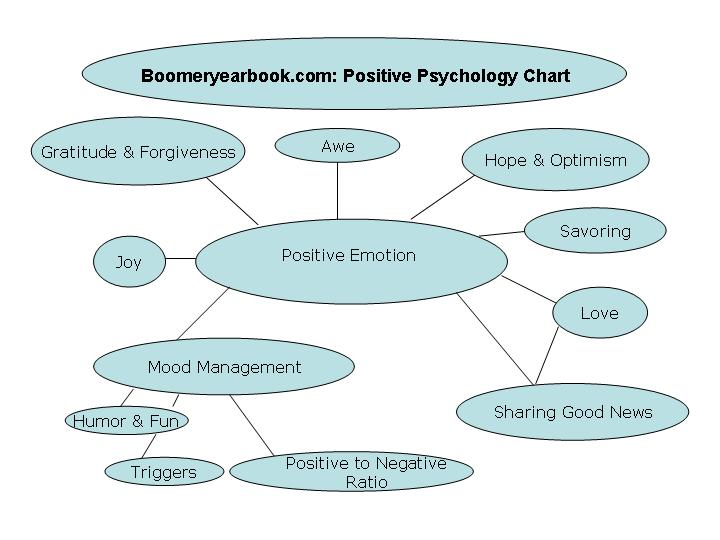 Boomeryearbook.com: Positive Psychology Chart
Gratitude & Forgiveness
Awe
Hope & Optimism
Savoring
Positive Emotion
Joy
Love
Mood Management
Sharing Good News
Humor & Fun
Triggers
Positive to Negative
Ratio